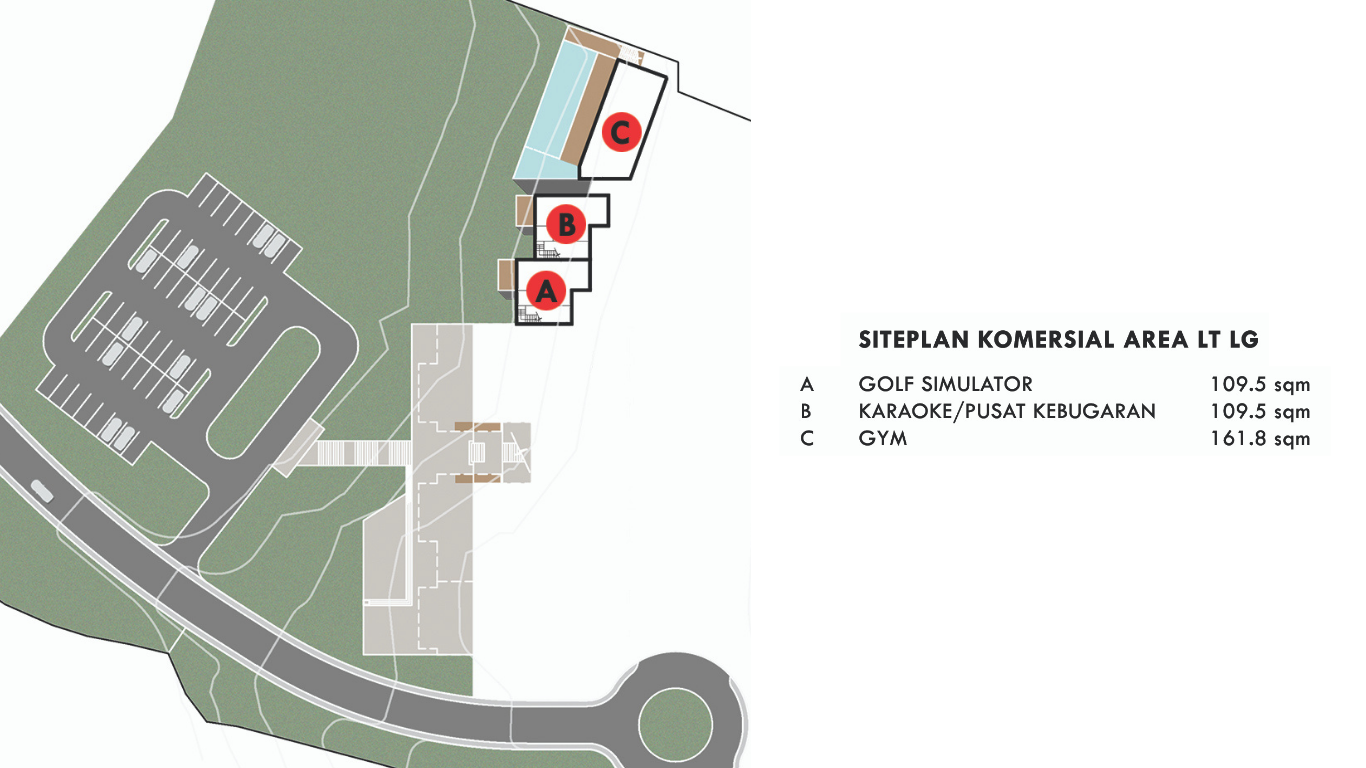 C
B
A
SITEPLAN KOMERSIAL AREA LT LG
A GOLF SIMULATOR 109.5 sqm
B KARAOKE/PUSAT KEBUGARAN 109.5 sqm
C GYM 161.8 sqm